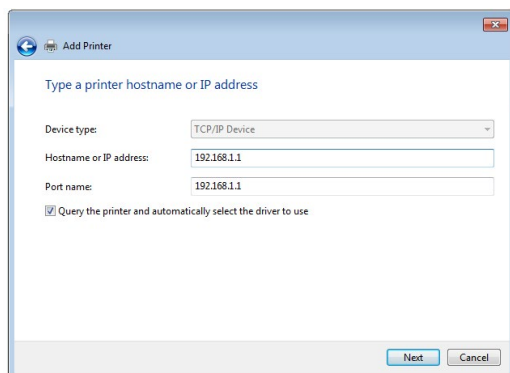 Add Printer
Type a printer hostname or IP address
Device type: TCP/IP Device
Hostname or IP address: 192.168.1.1
Port name: 192.168.1.1
Query the printer and automatically select the driver to use
Next Cancel